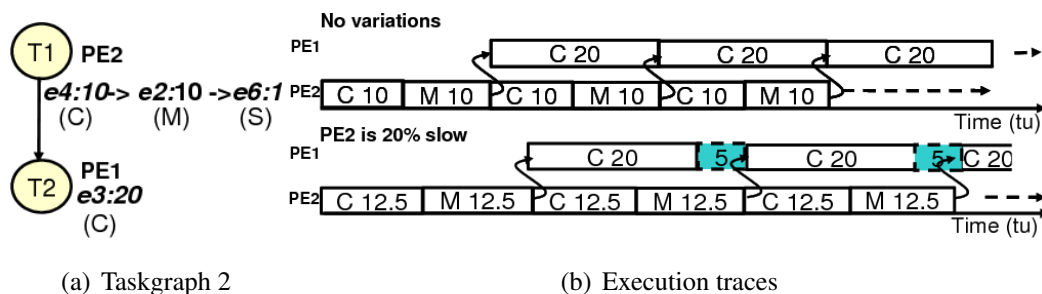 T1 PE2
e4:10-> e2:10 ->e6:1
(C) (M) (S)
T2 PE1
e3:20
(C)
(a) Taskgraph 2
No variations
PE1 C 20 C 20 C 20
PE2 C 10 M 10 C 10 M 10 C 10 M 10
Time (tu)
PE2 is 20% slow
PE1 C 20 5 C 20 5 C 20
PE2 C 12.5 M 12.5 C 12.5 M 12.5 C 12.5 M 12.5
Time (tu)
(b) Execution traces